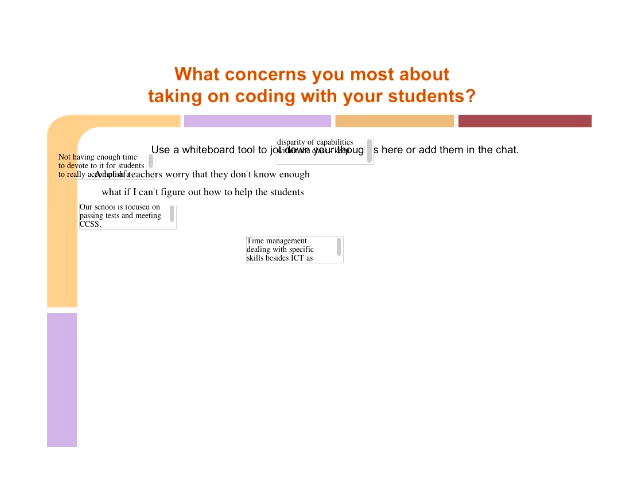 What concerns you most about
taking on coding with your students?
Use a whiteboard tool to jot down your thoughts here or add them in the chat.
disparity of capabilities
Not having enough time
to devote to it for students
to really
teachers worry that they don't know enough
what if I can't figure out how to help the students
Our school is focused on
passing tests and meeting
CCSS.
Time management
dealing with specific
skills besides ICT as